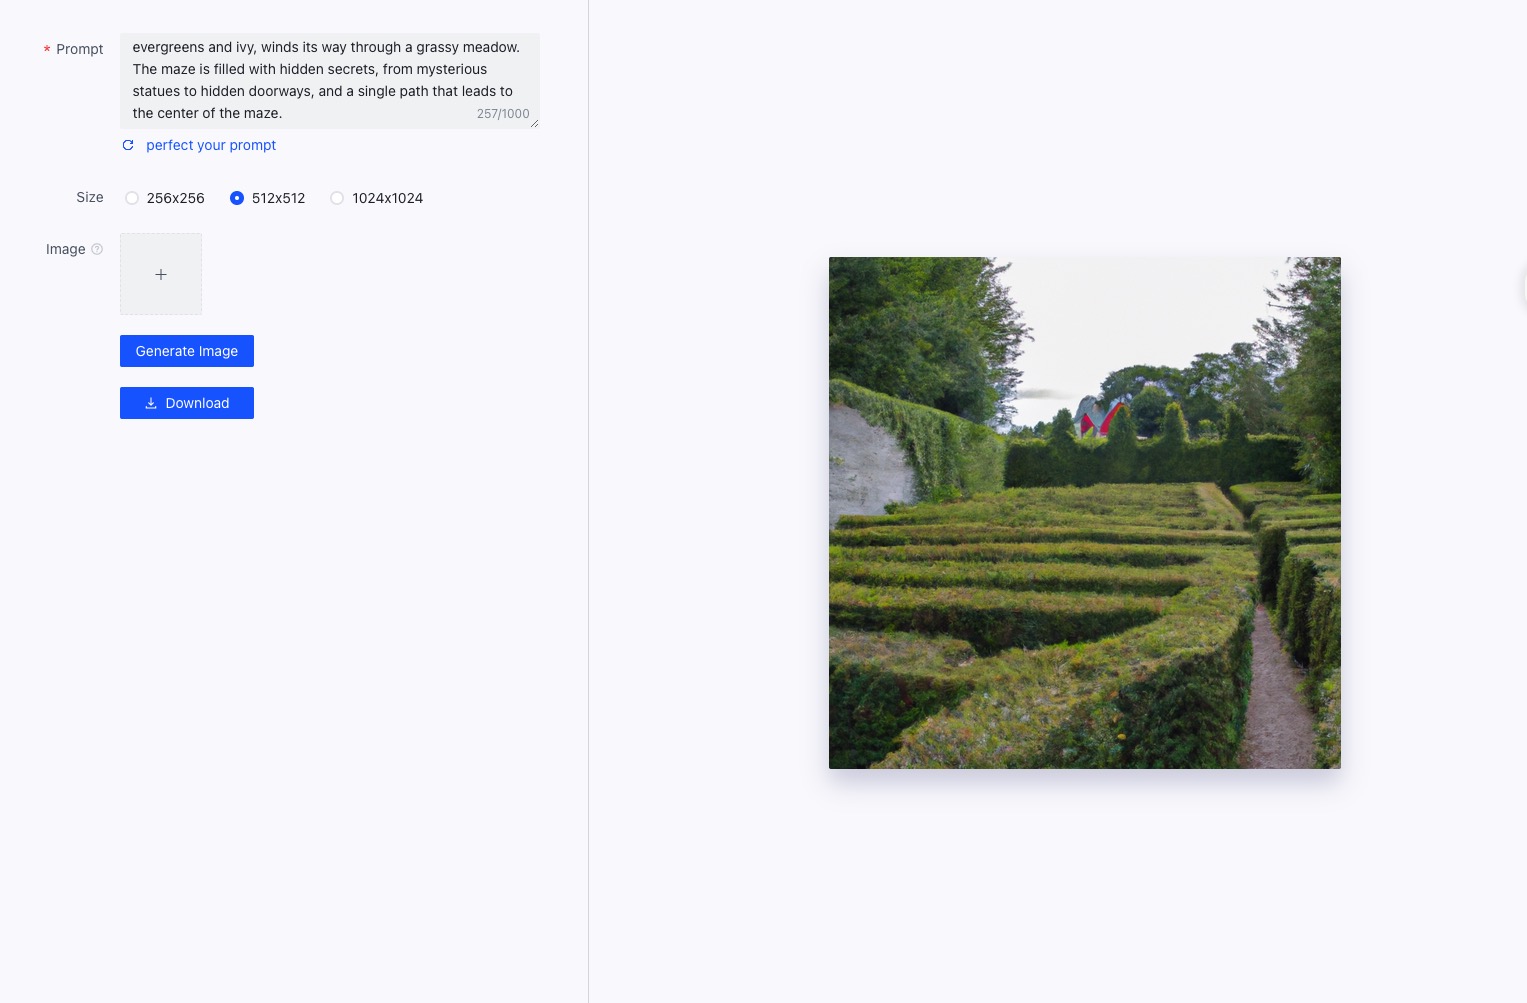 * Prompt
evergreens and ivy, winds its way through a grassy meadow.
The maze is filled with hidden secrets, from mysterious
statues to hidden doorways, and a single path that leads to
the center of the maze.
257/1000
perfect your prompt
Size
256x256
512x512
1024x1024
Image
Generate Image
Download